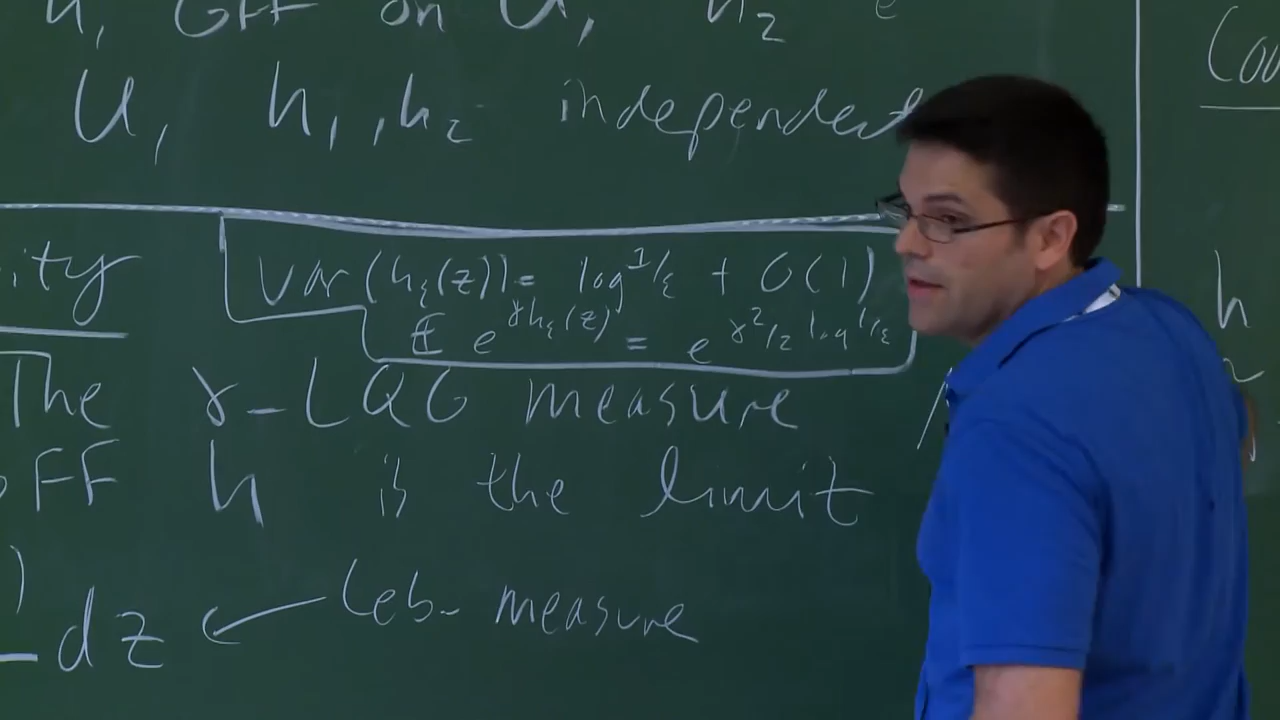 GFF on U, h₂
U, h₁, h₂ independent
ity
Var(h_ε(z)) = log 1/ε + O(1)
E e^{γh_ε(z)} = e^{γ²/2 log 1/ε}
The γ-LQG measure
FF h is the limit
) dz ← Leb. measure
(Cou
h